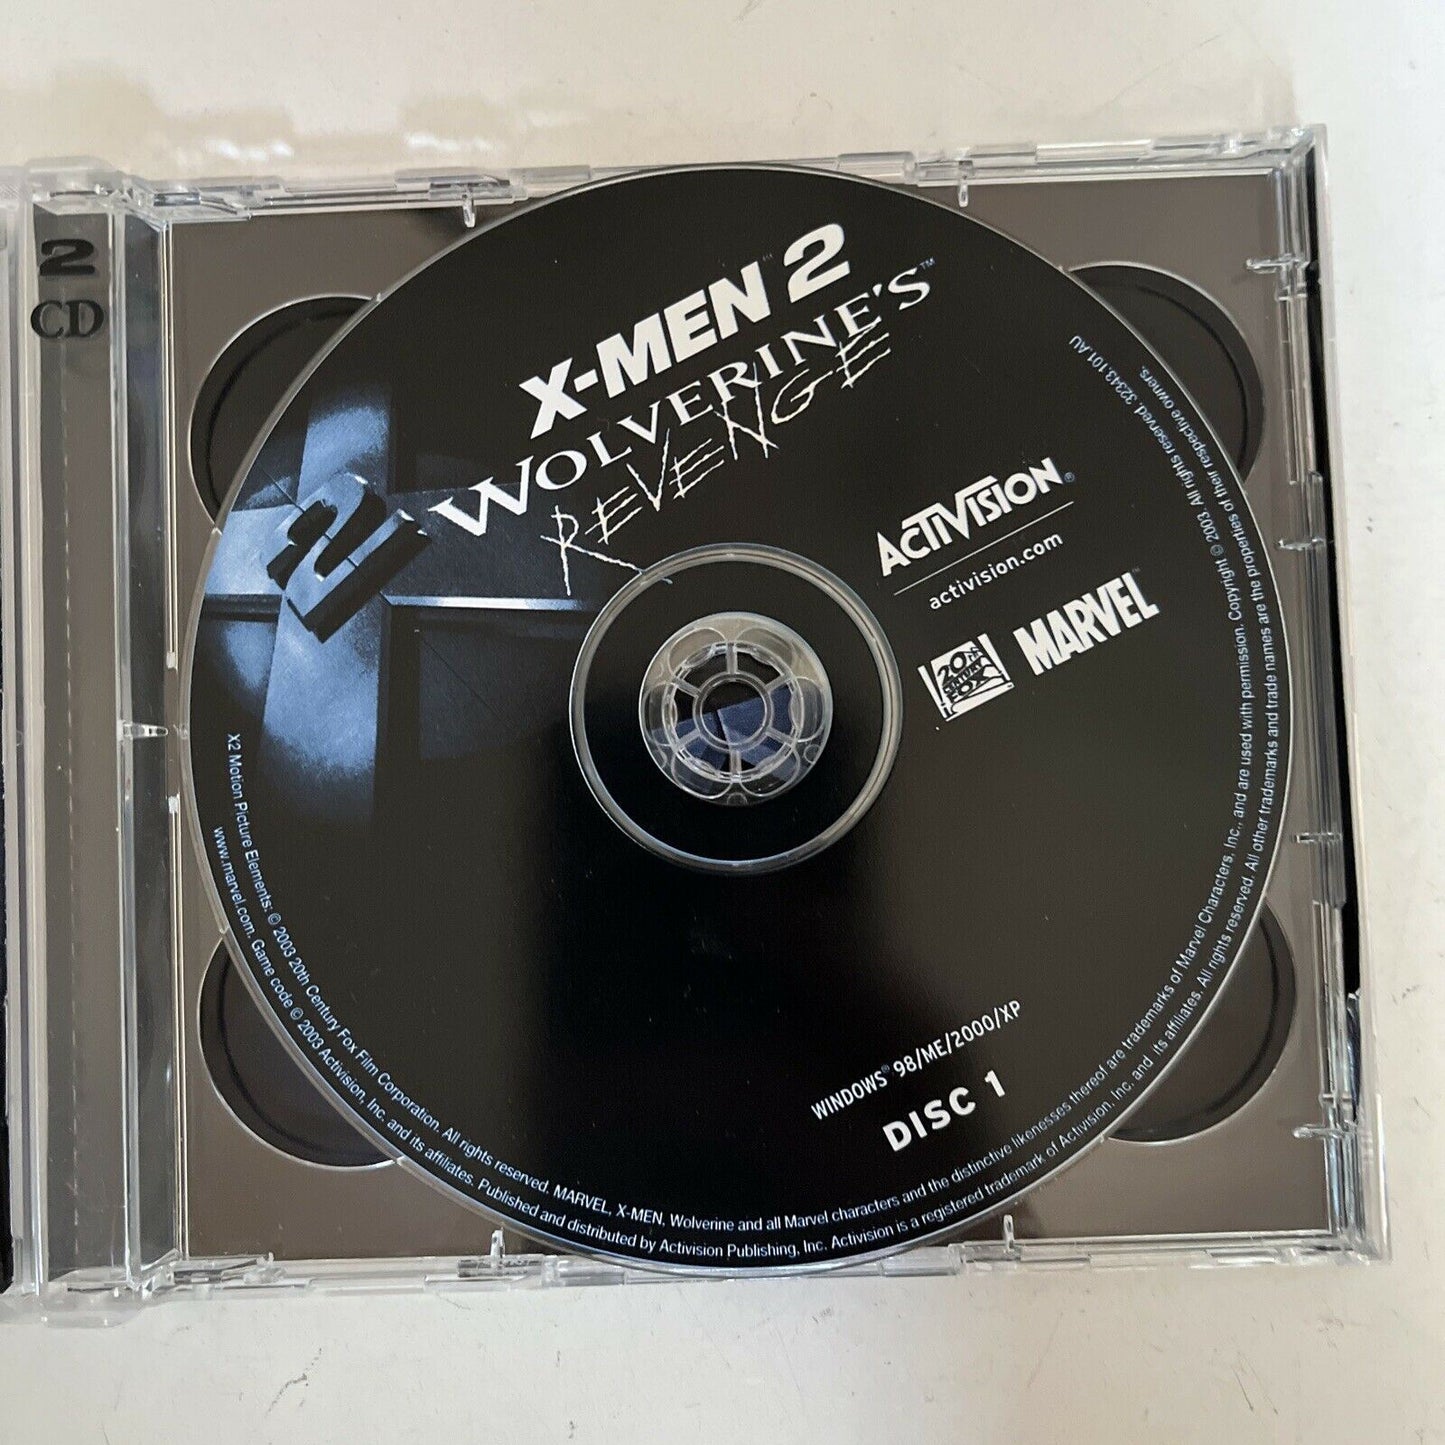 2
CD
X-MEN 2
WOLVERINE'S™
REVENGE
2
ACTIVISION®
activision.com
20TH
CENTURY
FOX
MARVEL
WINDOWS® 98/ME/2000/XP
DISC 1
X2 Motion Picture Elements: © 2003 20th Century Fox Film Corporation. All rights reserved. MARVEL, X-MEN, Wolverine and all Marvel characters and the distinctive likenesses thereof are trademarks of Marvel Characters, Inc., and are used with permission. Copyright © 2003. All rights reserved. 32343.101.AU
www.marvel.com. Game code © 2003 Activision, Inc. and its affiliates. Published and distributed by Activision Publishing, Inc. Activision is a registered trademark of Activision, Inc. and its affiliates. All rights reserved. All other trademarks and trade names are the properties of their respective owners.